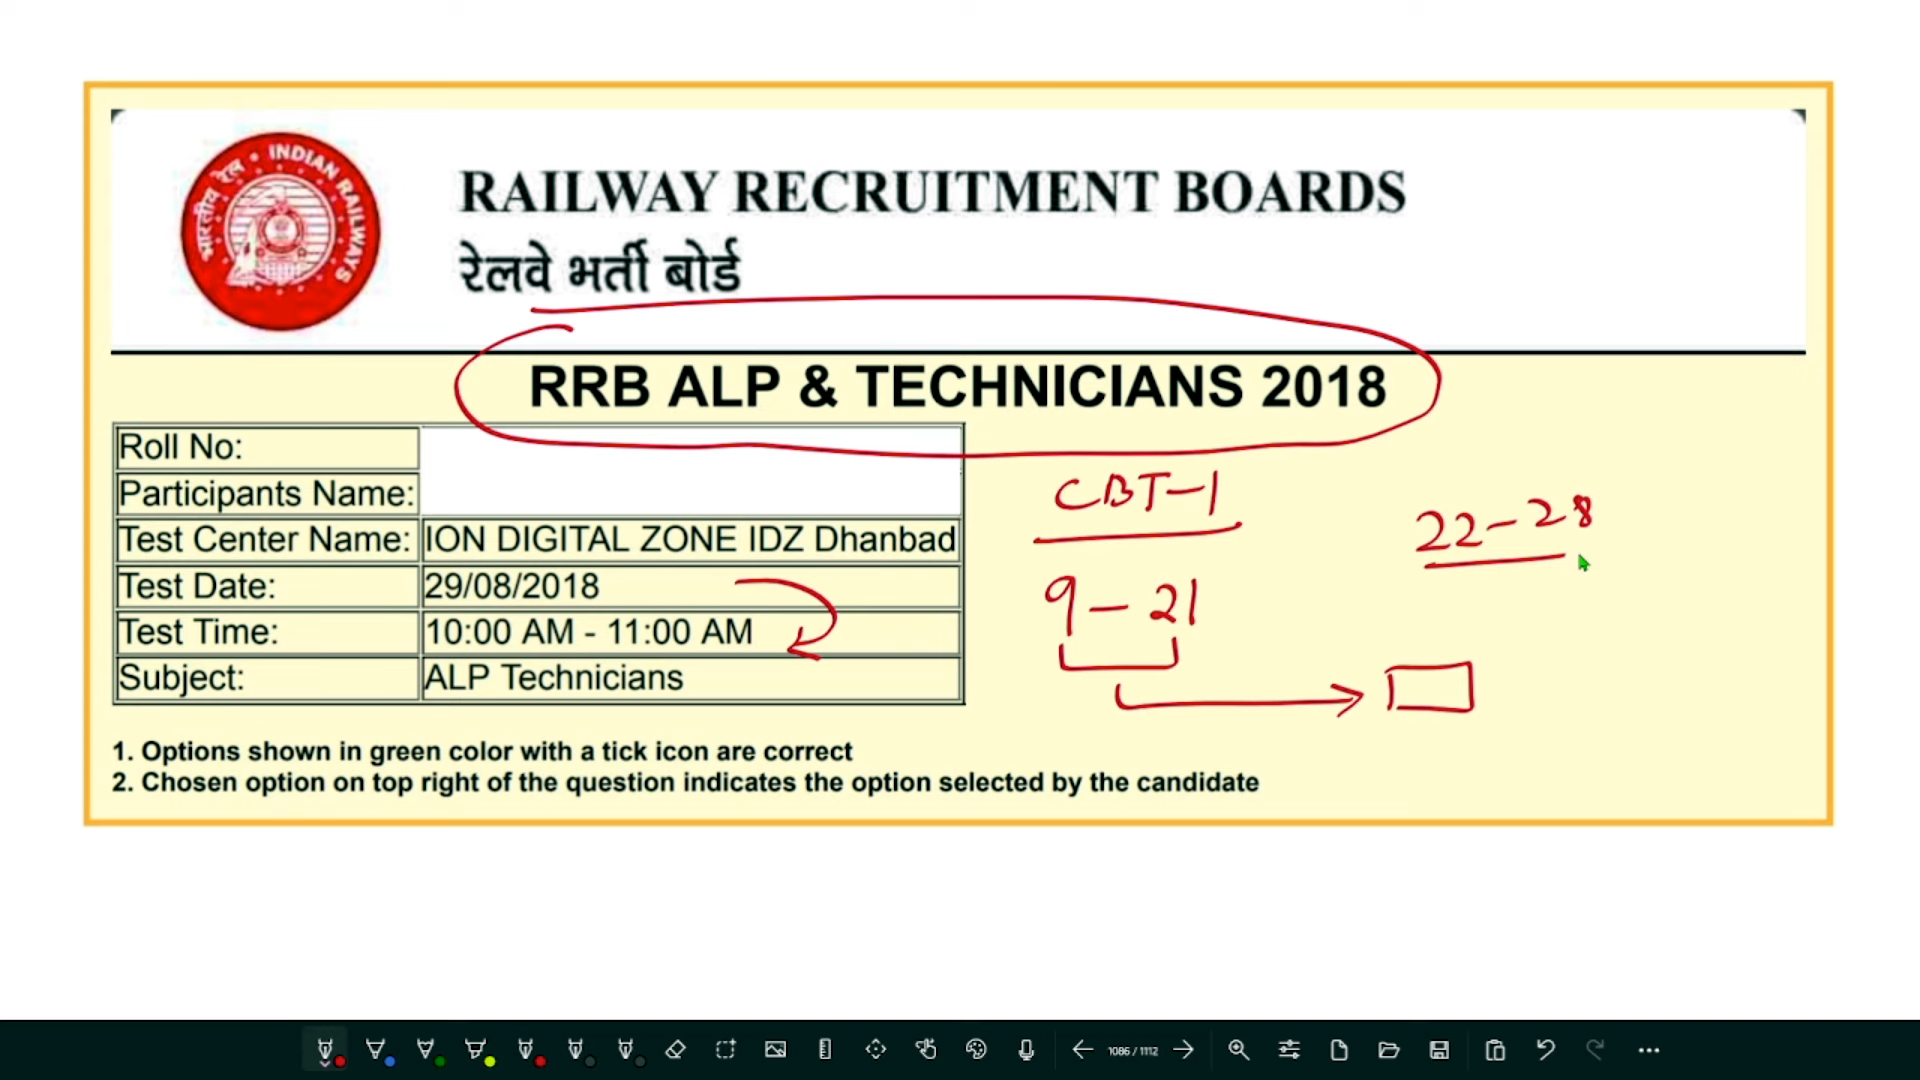 भारतीय रेल • INDIAN RAILWAYS
RAILWAY RECRUITMENT BOARDS
रेलवे भर्ती बोर्ड
RRB ALP & TECHNICIANS 2018
Roll No:
Participants Name:
Test Center Name: ION DIGITAL ZONE IDZ Dhanbad
Test Date: 29/08/2018
Test Time: 10:00 AM - 11:00 AM
Subject: ALP Technicians
CBT-1
9-21
22-28
1. Options shown in green color with a tick icon are correct
2. Chosen option on top right of the question indicates the option selected by the candidate
1086 / 1112